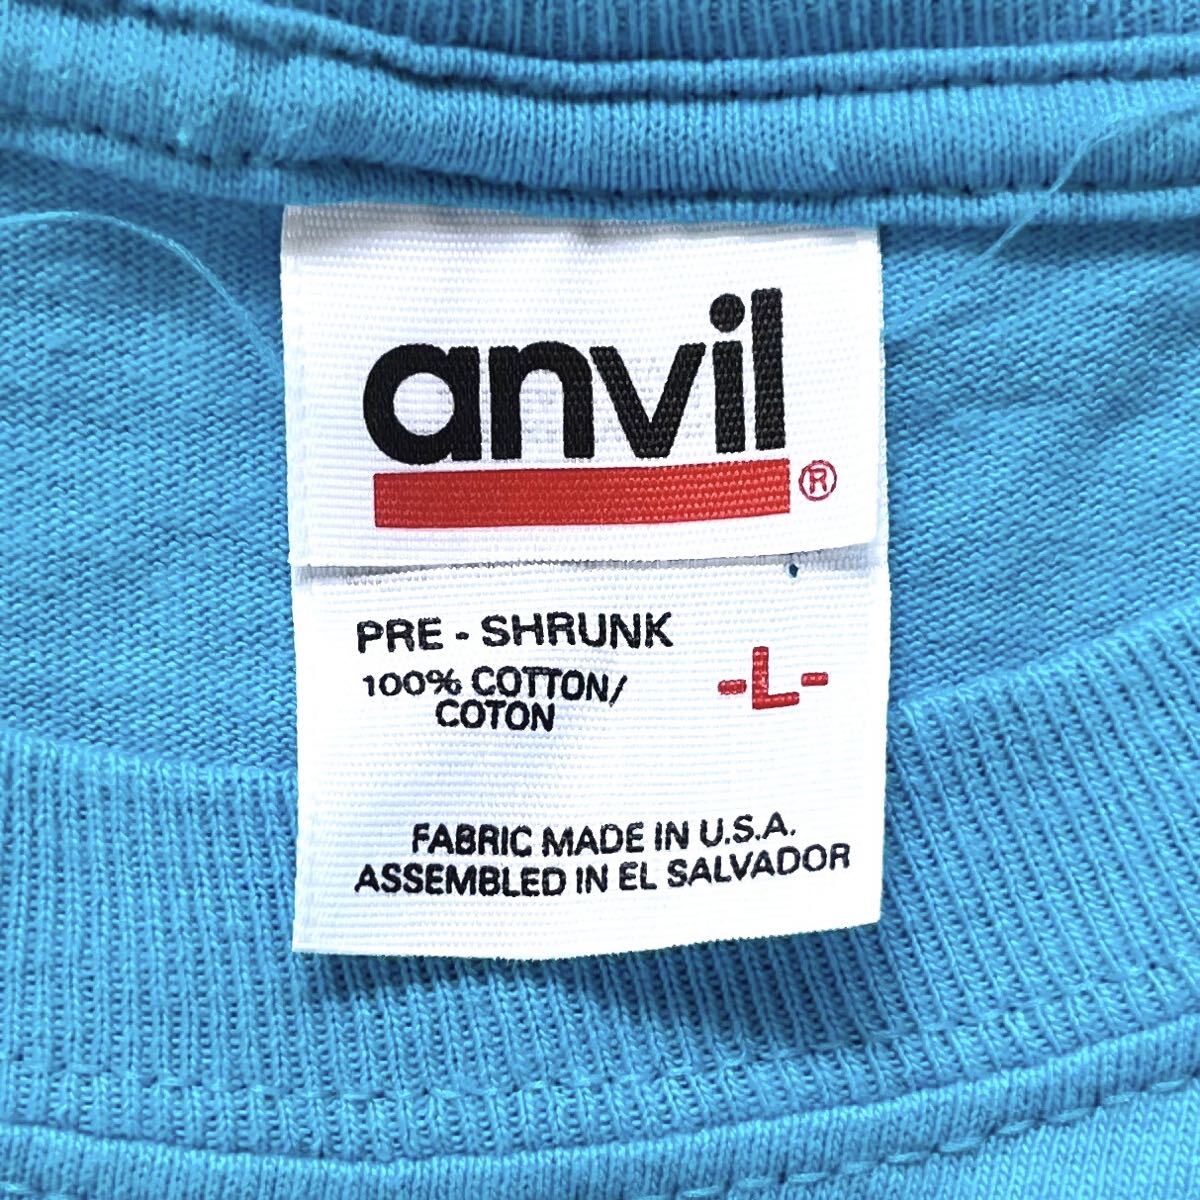 anvil®
PRE - SHRUNK
100% COTTON/
COTON
-L-
FABRIC MADE IN U.S.A.
ASSEMBLED IN EL SALVADOR